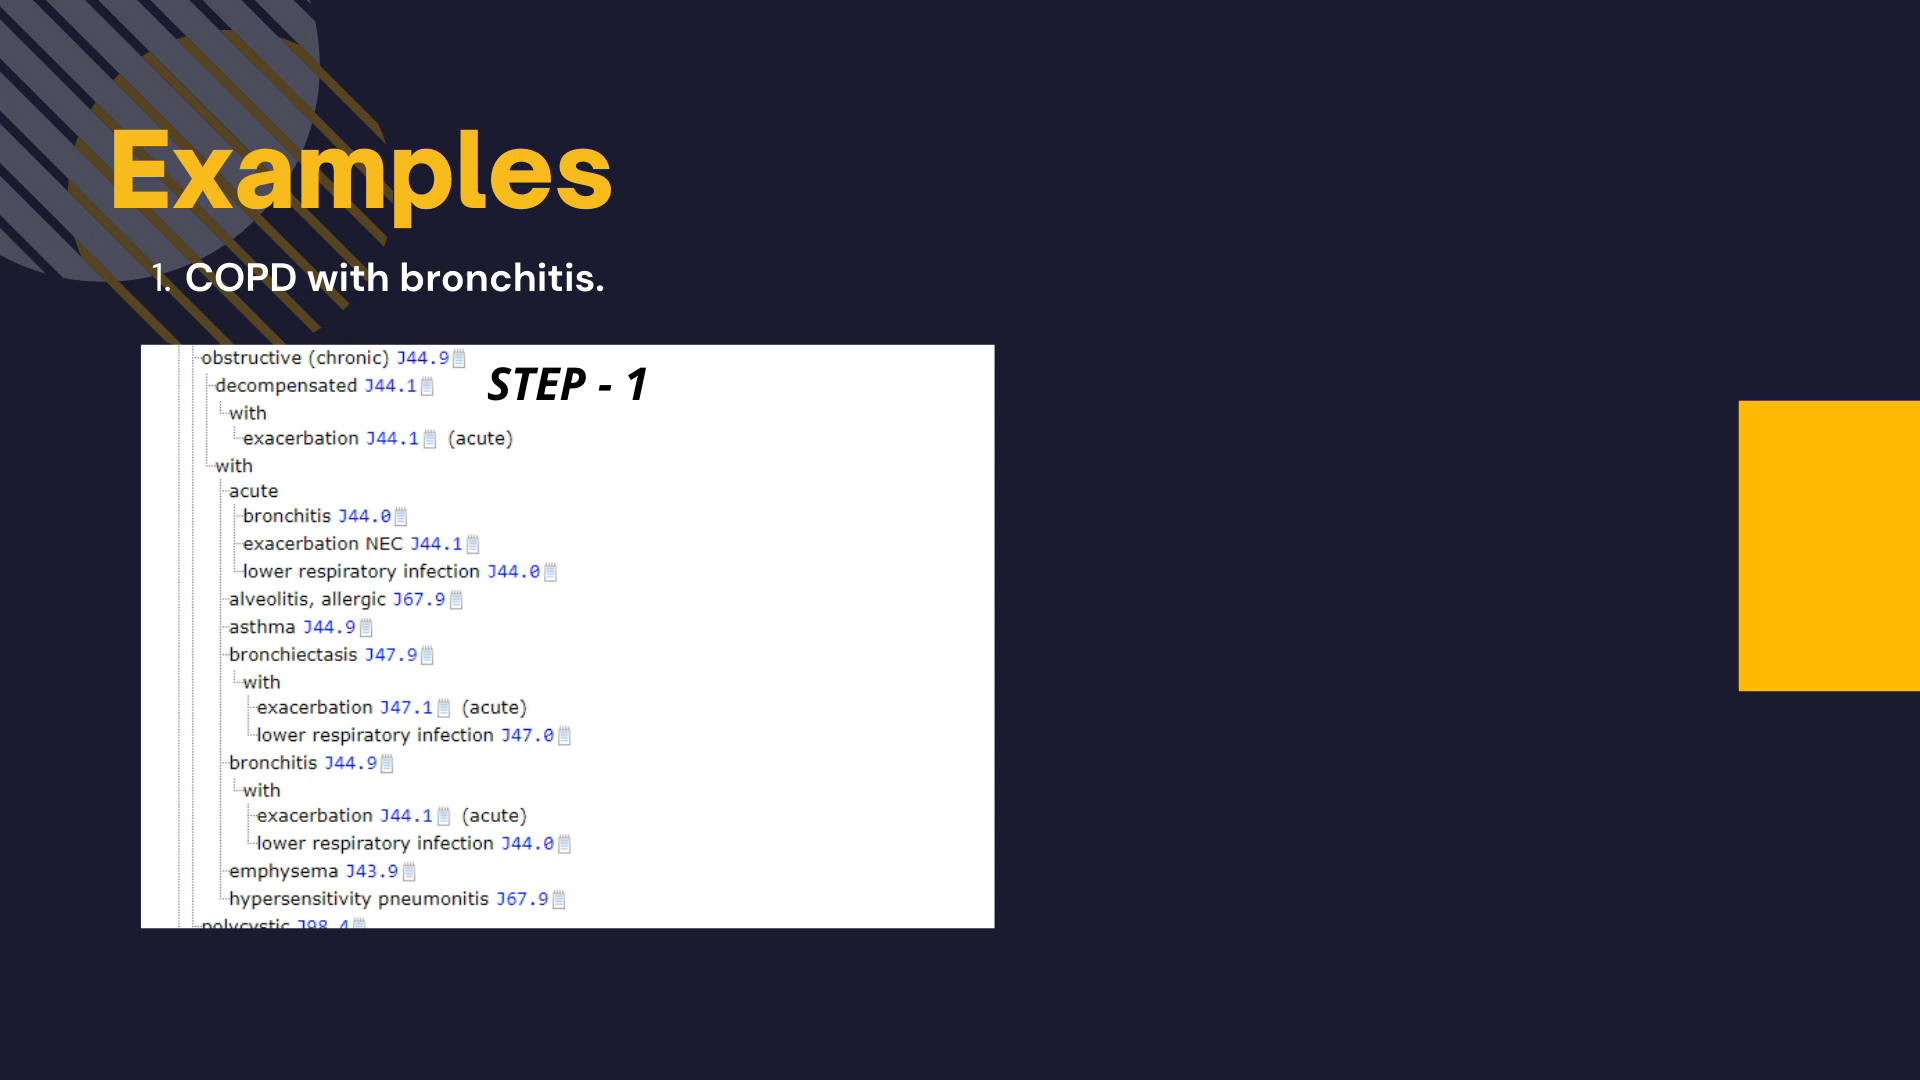 Examples
1. COPD with bronchitis.
STEP - 1
obstructive (chronic) J44.9
decompensated J44.1
with
exacerbation J44.1 (acute)
with
acute
bronchitis J44.0
exacerbation NEC J44.1
lower respiratory infection J44.0
alveolitis, allergic J67.9
asthma J44.9
bronchiectasis J47.9
with
exacerbation J47.1 (acute)
lower respiratory infection J47.0
bronchitis J44.9
with
exacerbation J44.1 (acute)
lower respiratory infection J44.0
emphysema J43.9
hypersensitivity pneumonitis J67.9
polycystic J98.4